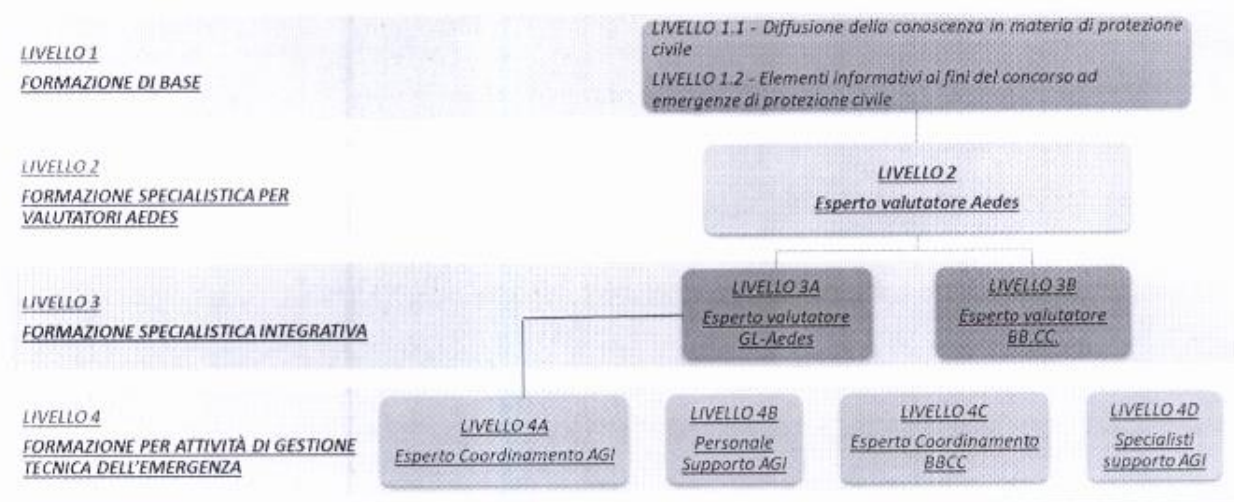 LIVELLO 1
FORMAZIONE DI BASE
LIVELLO 1.1 - Diffusione della conoscenza in materia di protezione
civile
LIVELLO 1.2 - Elementi informativi ai fini del concorso ad
emergenze di protezione civile
LIVELLO 2
FORMAZIONE SPECIALISTICA PER
VALUTATORI AEDES
LIVELLO 2
Esperto valutatore Aedes
LIVELLO 3
FORMAZIONE SPECIALISTICA INTEGRATIVA
LIVELLO 3A
Esperto valutatore
GL-Aedes
LIVELLO 3B
Esperto valutatore
BB.CC.
LIVELLO 4
FORMAZIONE PER ATTIVITÀ DI GESTIONE
TECNICA DELL'EMERGENZA
LIVELLO 4A
Esperto Coordinamento AGI
LIVELLO 4B
Personale
Supporto AGI
LIVELLO 4C
Esperto Coordinamento
BBCC
LIVELLO 4D
Specialisti
supporto AGI